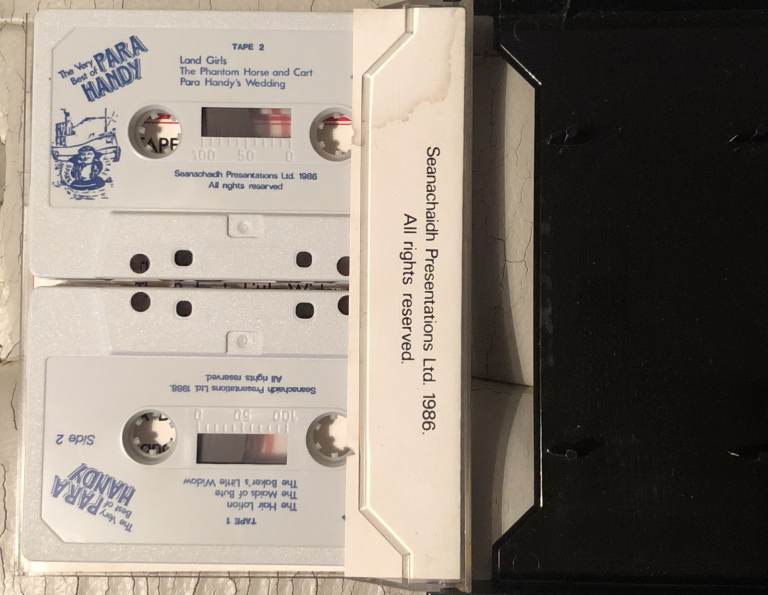 The Very
Best of PARA
HANDY
TAPE 2
Land Girls
The Phantom Horse and Cart
Para Handy's Wedding
100 50 0
Seanachaidh Presentations Ltd. 1986
All rights reserved
Seanachaidh Presentations Ltd. 1986.
All rights reserved.
Seanachaidh Presentations Ltd. 1986.
All rights reserved.
100 50 0
Side 2
The Very
Best of PARA
HANDY
TAPE 1
The Hair Lotion
The Maids of Bute
The Baker's Little Widow